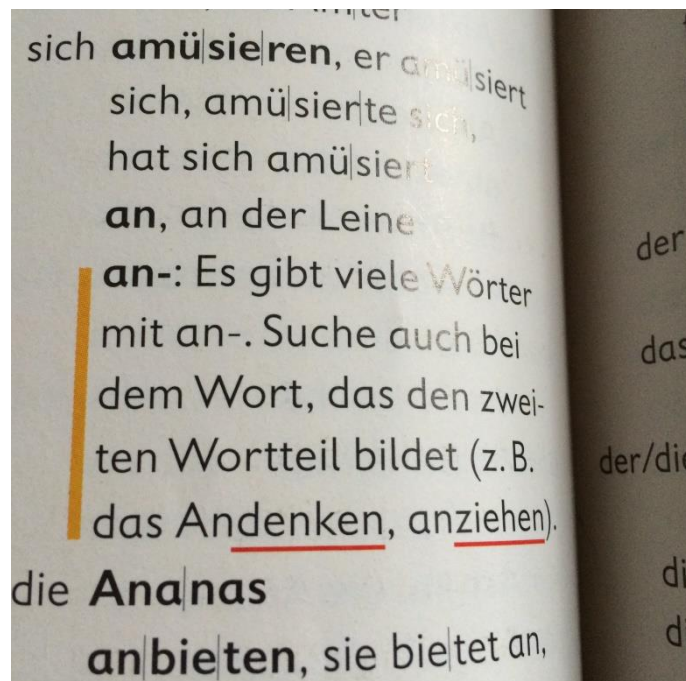 sich amü|sie|ren, er amü|siert
sich, amü|sier|te sich,
hat sich amü|siert
an, an der Leine
an-: Es gibt viele Wörter
mit an-. Suche auch bei
dem Wort, das den zwei-
ten Wortteil bildet (z. B.
das Andenken, anziehen).
die Ana|nas
an|bie|ten, sie bie|tet an,
der
das
der/die